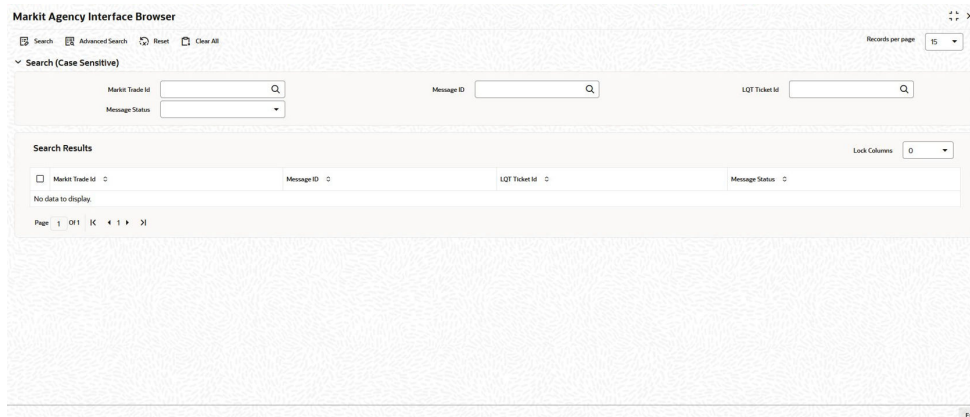 Markit Agency Interface Browser
Search Advanced Search Reset Clear All Records per page 15
Search (Case Sensitive)
Markit Trade Id Message ID LQT Ticket Id
Message Status
Search Results Lock Columns 0
Markit Trade Id Message ID LQT Ticket Id Message Status
No data to display.
Page 1 Of 1 1